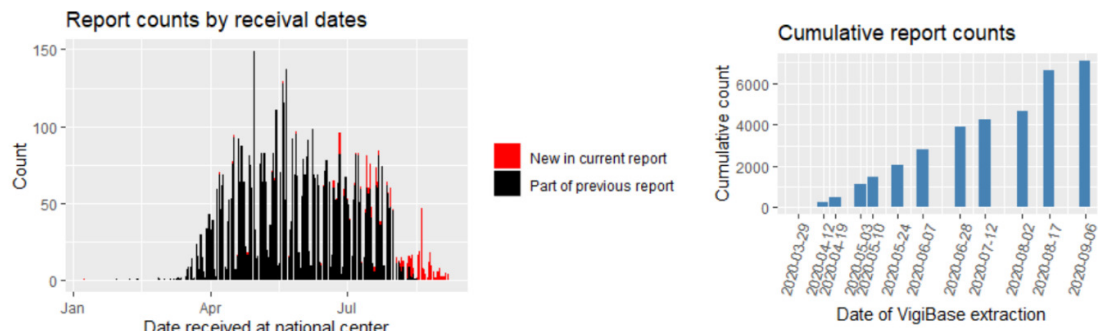 Report counts by receival dates
150
100
50
0
Count
Jan
Apr
Jul
Date received at national center
New in current report
Part of previous report
Cumulative report counts
6000
4000
2000
0
Cumulative count
2020-03-29
2020-04-12
2020-04-19
2020-05-03
2020-05-10
2020-05-24
2020-06-07
2020-06-28
2020-07-12
2020-08-02
2020-08-17
2020-09-06
Date of VigiBase extraction